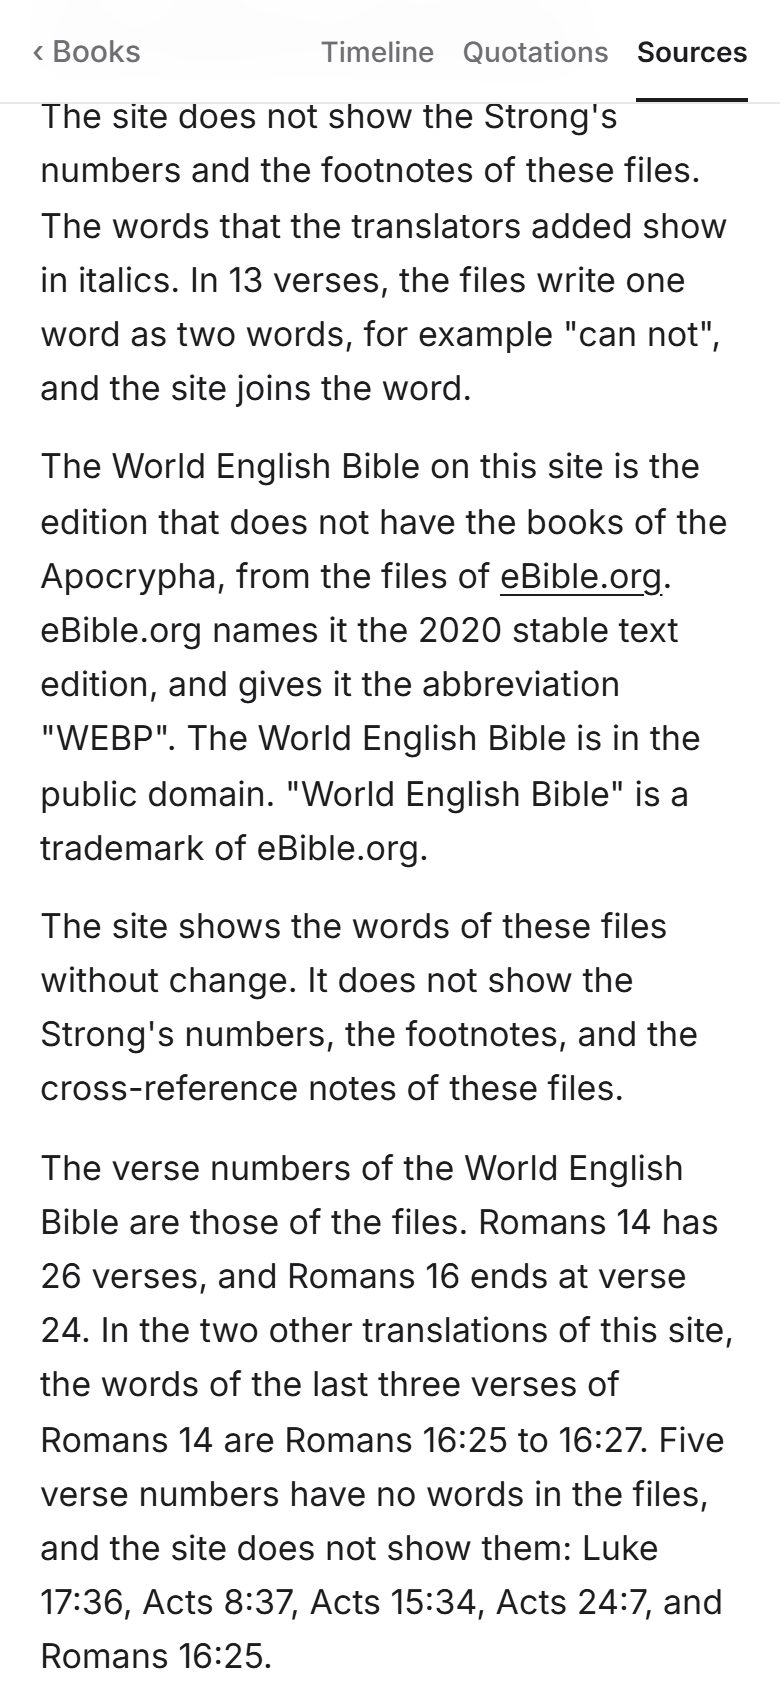 ‹ Books
Timeline
Quotations
Sources
The site does not show the Strong's
numbers and the footnotes of these files.
The words that the translators added show
in italics. In 13 verses, the files write one
word as two words, for example "can not",
and the site joins the word.
The World English Bible on this site is the
edition that does not have the books of the
Apocrypha, from the files of eBible.org.
eBible.org names it the 2020 stable text
edition, and gives it the abbreviation
"WEBP". The World English Bible is in the
public domain. "World English Bible" is a
trademark of eBible.org.
The site shows the words of these files
without change. It does not show the
Strong's numbers, the footnotes, and the
cross-reference notes of these files.
The verse numbers of the World English
Bible are those of the files. Romans 14 has
26 verses, and Romans 16 ends at verse
24. In the two other translations of this site,
the words of the last three verses of
Romans 14 are Romans 16:25 to 16:27. Five
verse numbers have no words in the files,
and the site does not show them: Luke
17:36, Acts 8:37, Acts 15:34, Acts 24:7, and
Romans 16:25.